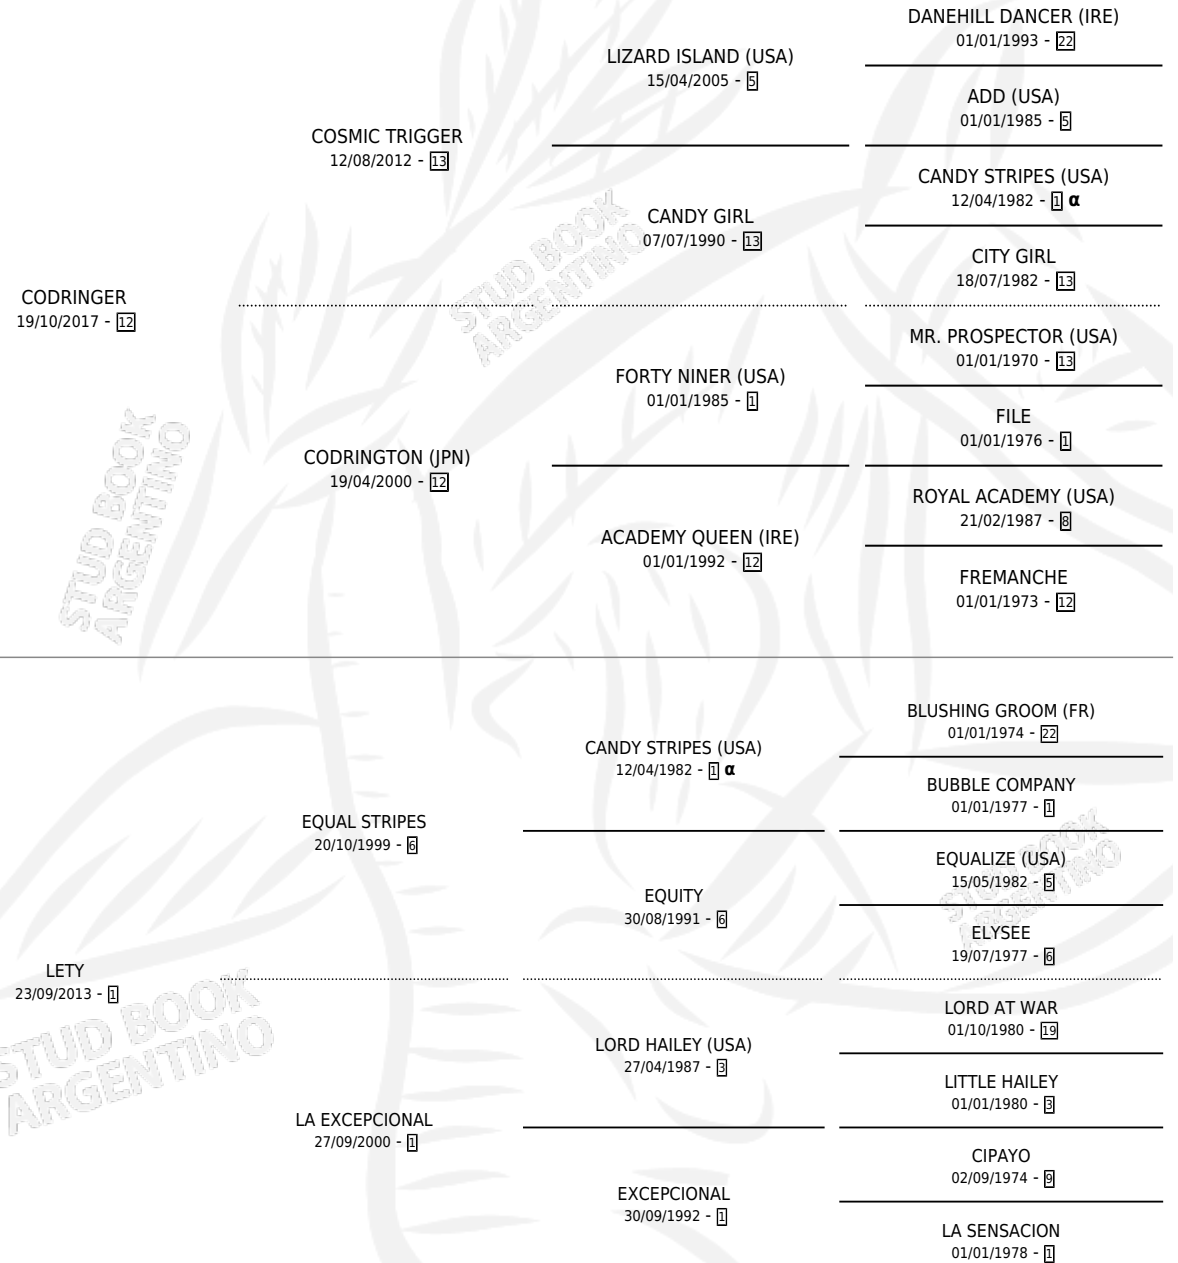 DANEHILL DANCER (IRE)
01/01/1993 - 22
LIZARD ISLAND (USA)
15/04/2005 - 5
ADD (USA)
01/01/1985 - 5
COSMIC TRIGGER
12/08/2012 - 13
CANDY STRIPES (USA)
12/04/1982 - 1 α
CANDY GIRL
07/07/1990 - 13
CITY GIRL
18/07/1982 - 13
CODRINGER
19/10/2017 - 12
MR. PROSPECTOR (USA)
01/01/1970 - 13
FORTY NINER (USA)
01/01/1985 - 1
FILE
01/01/1976 - 1
CODRINGTON (JPN)
19/04/2000 - 12
ROYAL ACADEMY (USA)
21/02/1987 - 8
ACADEMY QUEEN (IRE)
01/01/1992 - 12
FREMANCHE
01/01/1973 - 12
BLUSHING GROOM (FR)
01/01/1974 - 22
CANDY STRIPES (USA)
12/04/1982 - 1 α
BUBBLE COMPANY
01/01/1977 - 1
EQUAL STRIPES
20/10/1999 - 6
EQUALIZE (USA)
15/05/1982 - 5
EQUITY
30/08/1991 - 6
ELYSEE
19/07/1977 - 6
LETY
23/09/2013 - 1
LORD AT WAR
01/10/1980 - 19
LORD HAILEY (USA)
27/04/1987 - 3
LITTLE HAILEY
01/01/1980 - 3
LA EXCEPCIONAL
27/09/2000 - 1
CIPAYO
02/09/1974 - 9
EXCEPCIONAL
30/09/1992 - 1
LA SENSACION
01/01/1978 - 1
STUD BOOK
ARGENTINO
STUD BOOK
ARGENTINO
STUD BOOK
ARGENTINO
STUD BOOK
ARGENTINO